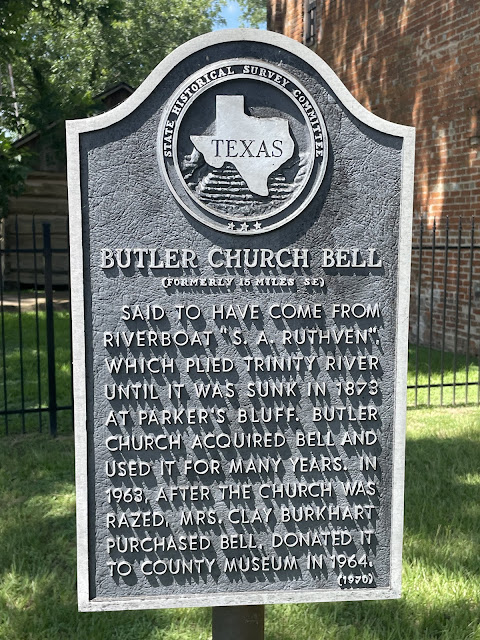 STATE HISTORICAL SURVEY COMMITTEE
TEXAS
BUTLER CHURCH BELL
(FORMERLY 15 MILES SE)
SAID TO HAVE COME FROM
RIVERBOAT "S. A. RUTHVEN",
WHICH PLIED TRINITY RIVER
UNTIL IT WAS SUNK IN 1873
AT PARKER'S BLUFF. BUTLER
CHURCH ACQUIRED BELL AND
USED IT FOR MANY YEARS. IN
1963, AFTER THE CHURCH WAS
RAZED, MRS. CLAY BURKHART
PURCHASED BELL, DONATED IT
TO COUNTY MUSEUM IN 1964.
(1970)